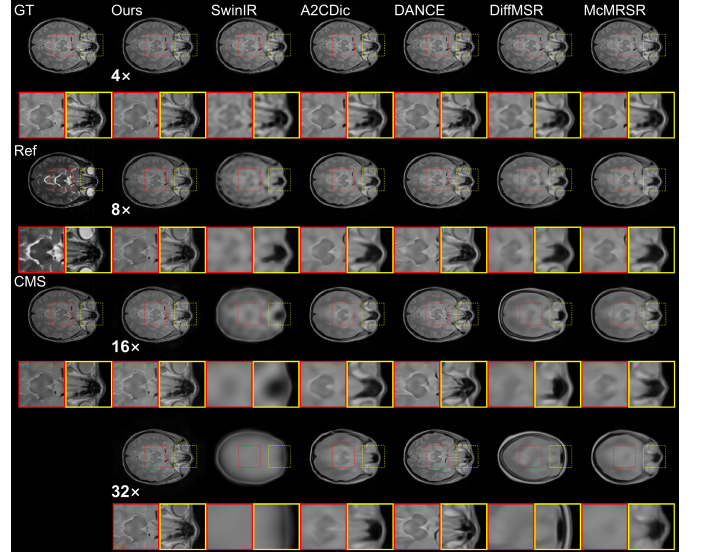 GT Ours SwinIR A2CDic DANCE DiffMSR McMRSR
4×
Ref
8×
CMS
16×
32×